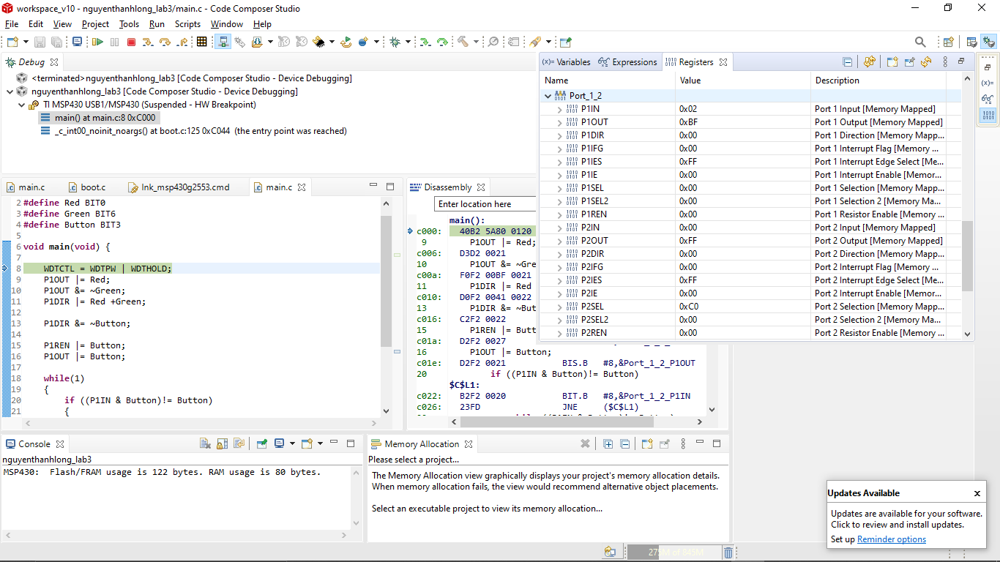 workspace_v10 - nguyenthanhlong_lab3/main.c - Code Composer Studio
File Edit View Project Tools Run Scripts Window Help
Debug
<terminated>nguyenthanhlong_lab3 [Code Composer Studio - Device Debugging]
nguyenthanhlong_lab3 [Code Composer Studio - Device Debugging]
TI MSP430 USB1/MSP430 (Suspended - HW Breakpoint)
main() at main.c:8 0xC000
_c_int00_noinit_noargs() at boot.c:125 0xC044 (the entry point was reached)
(x)= Variables Expressions Registers
Name Value Description
Port_1_2
P1IN 0x02 Port 1 Input [Memory Mapped]
P1OUT 0xBF Port 1 Output [Memory Mapped]
P1DIR 0x00 Port 1 Direction [Memory Mapp...
P1IFG 0x00 Port 1 Interrupt Flag [Memory ...
P1IES 0xFF Port 1 Interrupt Edge Select [Me...
P1IE 0x00 Port 1 Interrupt Enable [Memor...
P1SEL 0x00 Port 1 Selection [Memory Mapp...
P1SEL2 0x00 Port 1 Selection 2 [Memory Ma...
P1REN 0x00 Port 1 Resistor Enable [Memory ...
P2IN 0x00 Port 2 Input [Memory Mapped]
P2OUT 0xFF Port 2 Output [Memory Mapped]
P2DIR 0x00 Port 2 Direction [Memory Mapp...
P2IFG 0x00 Port 2 Interrupt Flag [Memory ...
P2IES 0xFF Port 2 Interrupt Edge Select [Me...
P2IE 0x00 Port 2 Interrupt Enable [Memor...
P2SEL 0xC0 Port 2 Selection [Memory Mapp...
P2SEL2 0x00 Port 2 Selection 2 [Memory Ma...
P2REN 0x00 Port 2 Resistor Enable [Memory ...
main.c boot.c lnk_msp430g2553.cmd main.c
2 #define Red BIT0
3 #define Green BIT6
4 #define Button BIT3
5
6 void main(void) {
7
8 WDTCTL = WDTPW | WDTHOLD;
9 P1OUT |= Red;
10 P1OUT &= ~Green;
11 P1DIR |= Red +Green;
12
13 P1DIR &= ~Button;
14
15 P1REN |= Button;
16 P1OUT |= Button;
17
18 while(1)
19 {
20 if ((P1IN & Button)!= Button)
21 {
Disassembly
Enter location here
main():
c000: 40B2 5A80 0120
9 P1OUT |= Red;
c006: D3D2 0021
10 P1OUT &= ~Gre
c00a: F0F2 00BF 0021
11 P1DIR |= Red
c010: D0F2 0041 0022
13 P1DIR &= ~But
c016: C2F2 0022
15 P1REN |= Butt
c01a: D2F2 0027
16 P1OUT |= Button;
c01e: D2F2 0021 BIS.B #8,&Port_1_2_P1OUT
20 if ((P1IN & Button)!= Button)
$C$L1:
c022: B2F2 0020 BIT.B #8,&Port_1_2_P1IN
c026: 23FD JNE ($C$L1)
Console
nguyenthanhlong_lab3
MSP430: Flash/FRAM usage is 122 bytes. RAM usage is 80 bytes.
Memory Allocation
Please select a project...
The Memory Allocation view graphically displays your project's memory allocation details.
When memory allocation fails, the view would recommend alternative object placements.
Select an executable project to view its memory allocation...
Updates Available
Updates are available for your software.
Click to review and install updates.
Set up Reminder options